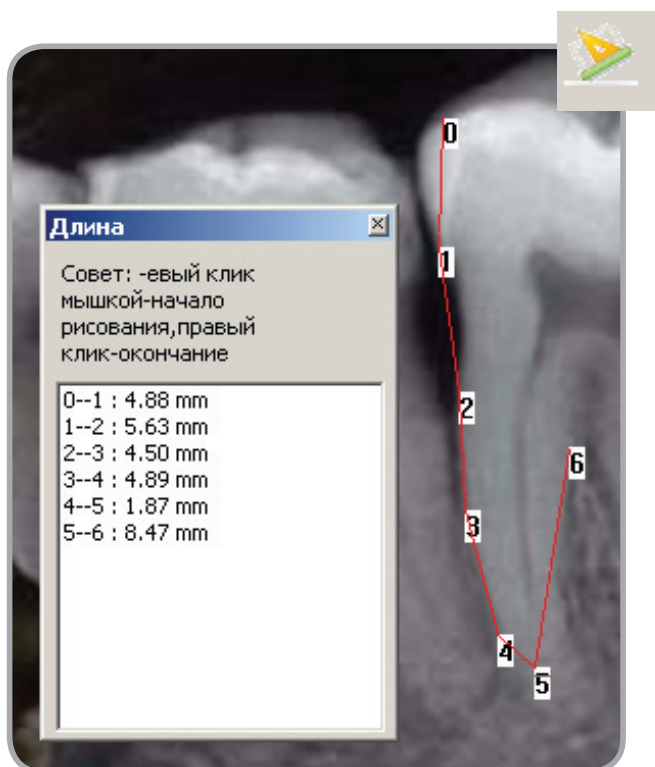 Длина
Совет: -евый клик
мышкой-начало
рисования,правый
клик-окончание
0--1 : 4.88 mm
1--2 : 5.63 mm
2--3 : 4.50 mm
3--4 : 4.89 mm
4--5 : 1.87 mm
5--6 : 8.47 mm
0
1
2
3
4
5
6